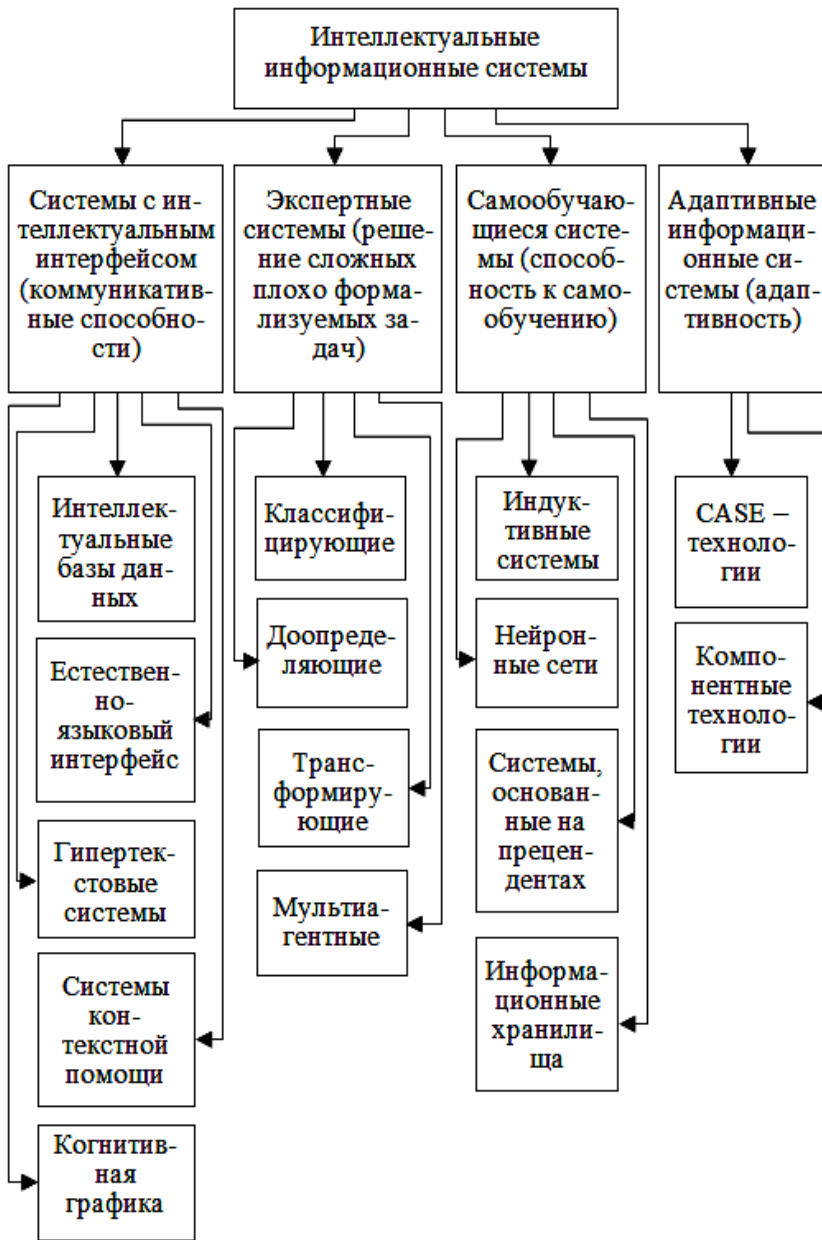 Интеллектуальные
информационные системы
Системы с ин-
теллектуальным
интерфейсом
(коммуникатив-
ные способно-
сти)
Экспертные
системы (реше-
ние сложных
плохо форма-
лизуемых за-
дач)
Самообучаю-
щиеся систе-
мы (способ-
ность к само-
обучению)
Адаптивные
информаци-
онные си-
стемы (адап-
тивность)
Интеллек-
туальные
базы дан-
ных
Естествен-
но-
языковый
интерфейс
Гипертек-
стовые
системы
Системы
кон-
текстной
помощи
Когнитив-
ная
графика
Классифи-
цирующие
Доопреде-
ляющие
Транс-
формирую-
ющие
Мультиа-
гентные
Индук-
тивные
системы
Нейрон-
ные сети
Системы,
основан-
ные на
прецен-
дентах
Информа-
ционные
хранили-
ща
CASE –
техноло-
гии
Компо-
нентные
техноло-
гии